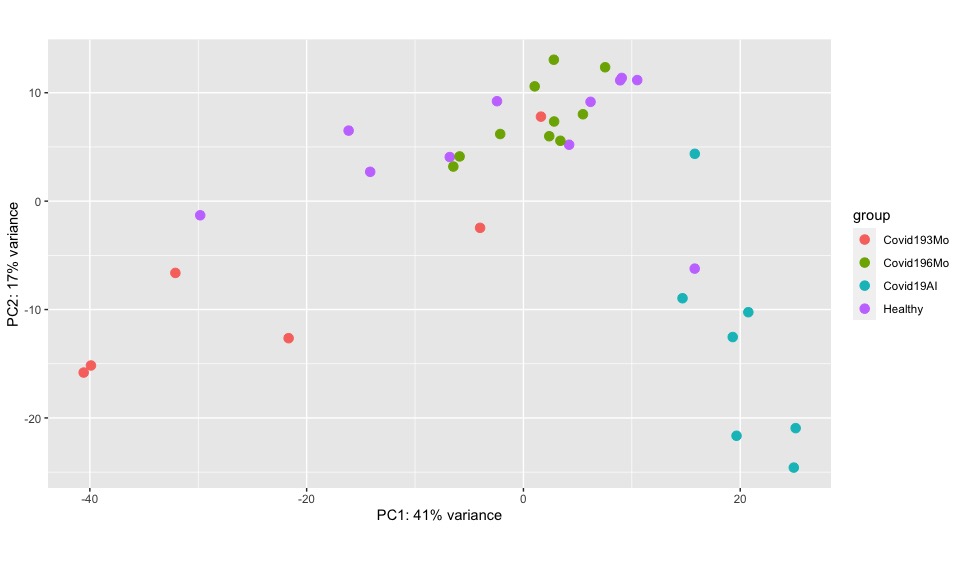 10
0
-10
-20
PC2: 17% variance
-40
-20
0
20
PC1: 41% variance
group
Covid193Mo
Covid196Mo
Covid19AI
Healthy